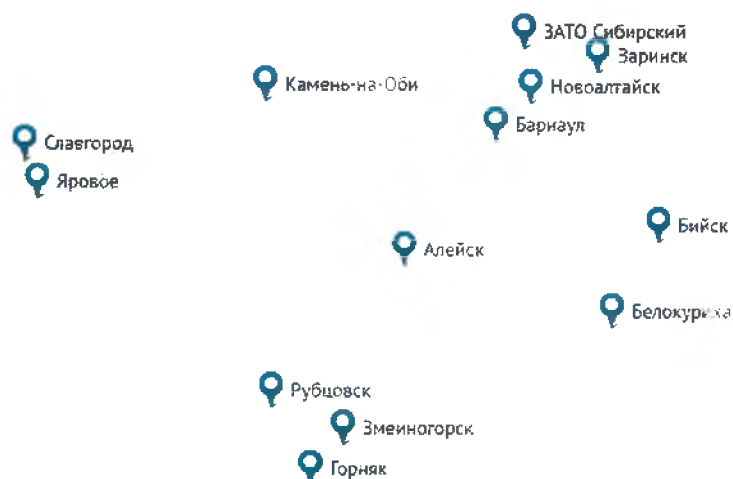 ЗАТО Сибирский
Заринск
Камень-на-Оби
Новоалтайск
Барнаул
Славгород
Яровое
Бийск
Алейск
Белокуриха
Рубцовск
Змеиногорск
Горняк